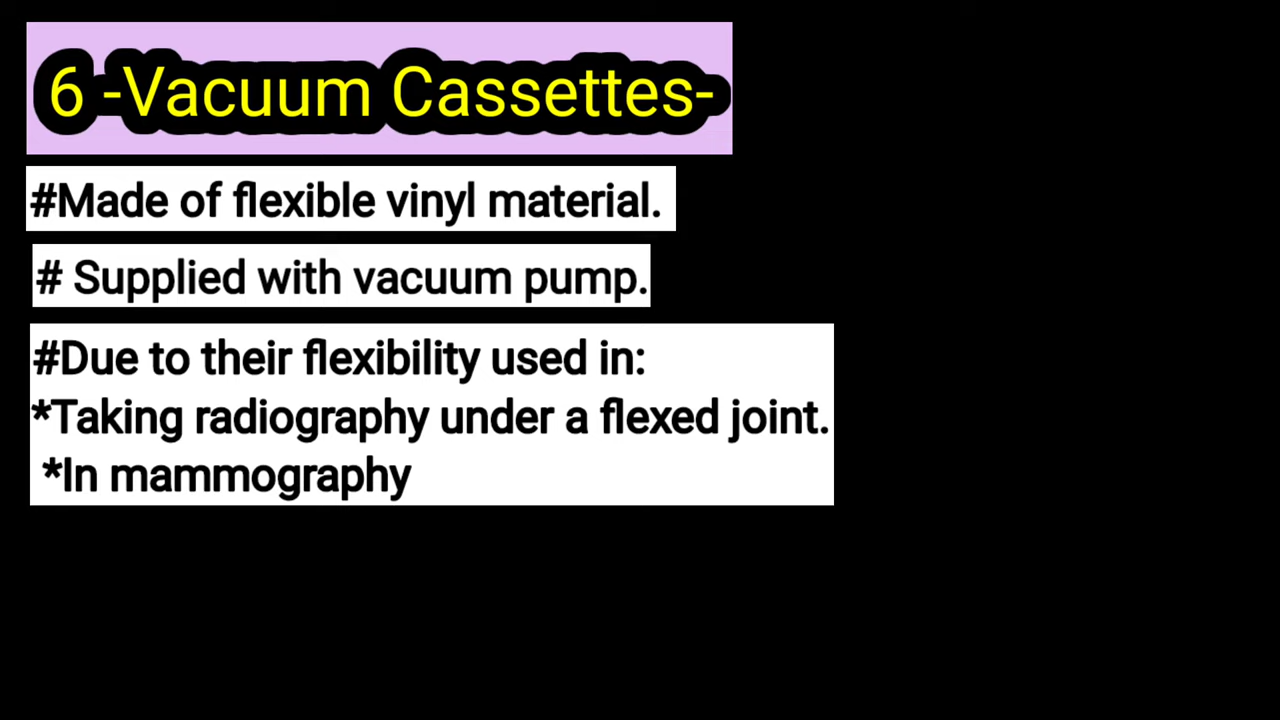 6 -Vacuum Cassettes-
#Made of flexible vinyl material.
# Supplied with vacuum pump.
#Due to their flexibility used in:
*Taking radiography under a flexed joint.
*In mammography